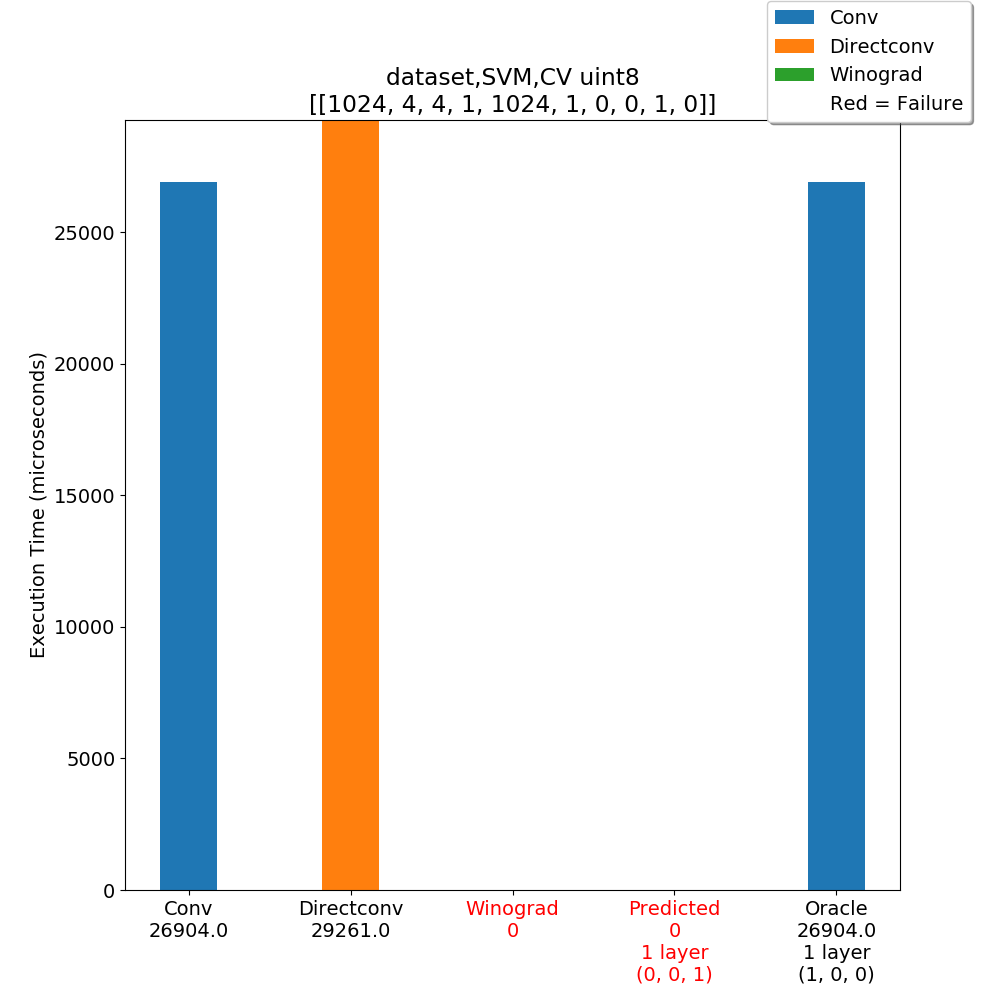 Conv
Directconv
Winograd
Red = Failure
dataset,SVM,CV uint8
[[1024, 4, 4, 1, 1024, 1, 0, 0, 1, 0]]
Execution Time (microseconds)
25000
20000
15000
10000
5000
0
Conv
26904.0
Directconv
29261.0
Winograd
0
Predicted
0
1 layer
(0, 0, 1)
Oracle
26904.0
1 layer
(1, 0, 0)